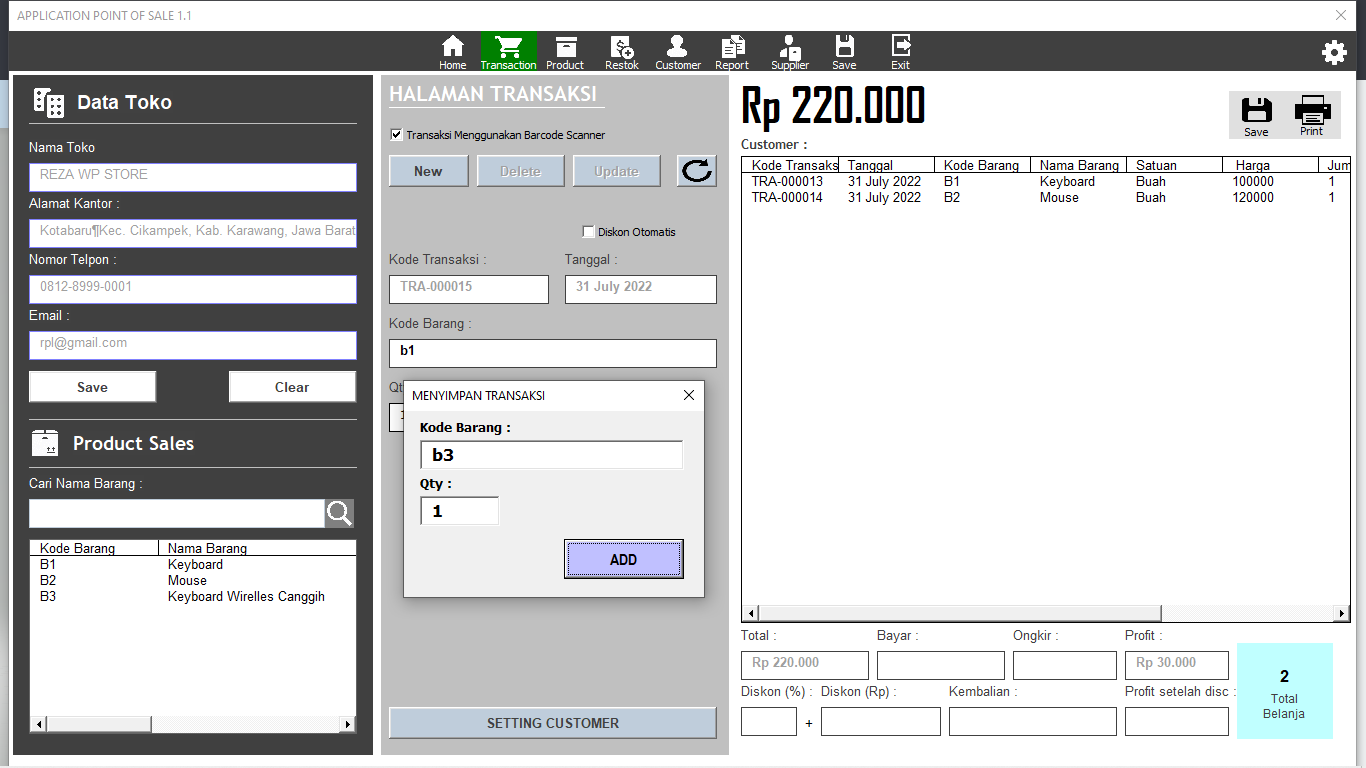 APPLICATION POINT OF SALE 1.1
Home Transaction Product Restok Customer Report Supplier Save Exit
Data Toko
Nama Toko
REZA WP STORE
Alamat Kantor :
Kotabaru¶Kec. Cikampek, Kab. Karawang, Jawa Barat
Nomor Telpon :
0812-8999-0001
Email :
rpl@gmail.com
Save Clear
Product Sales
Cari Nama Barang :
Kode Barang Nama Barang
B1 Keyboard
B2 Mouse
B3 Keyboard Wirelles Canggih
HALAMAN TRANSAKSI
Transaksi Menggunakan Barcode Scanner
New Delete Update
Diskon Otomatis
Kode Transaksi : Tanggal :
TRA-000015 31 July 2022
Kode Barang :
b1
MENYIMPAN TRANSAKSI
Kode Barang :
b3
Qty :
1
ADD
SETTING CUSTOMER
Rp 220.000
Save Print
Customer :
Kode Transaks Tanggal Kode Barang Nama Barang Satuan Harga Jum
TRA-000013 31 July 2022 B1 Keyboard Buah 100000 1
TRA-000014 31 July 2022 B2 Mouse Buah 120000 1
Total : Bayar : Ongkir : Profit :
Rp 220.000 Rp 30.000
Diskon (%) : Diskon (Rp) : Kembalian : Profit setelah disc :
+
2
Total
Belanja